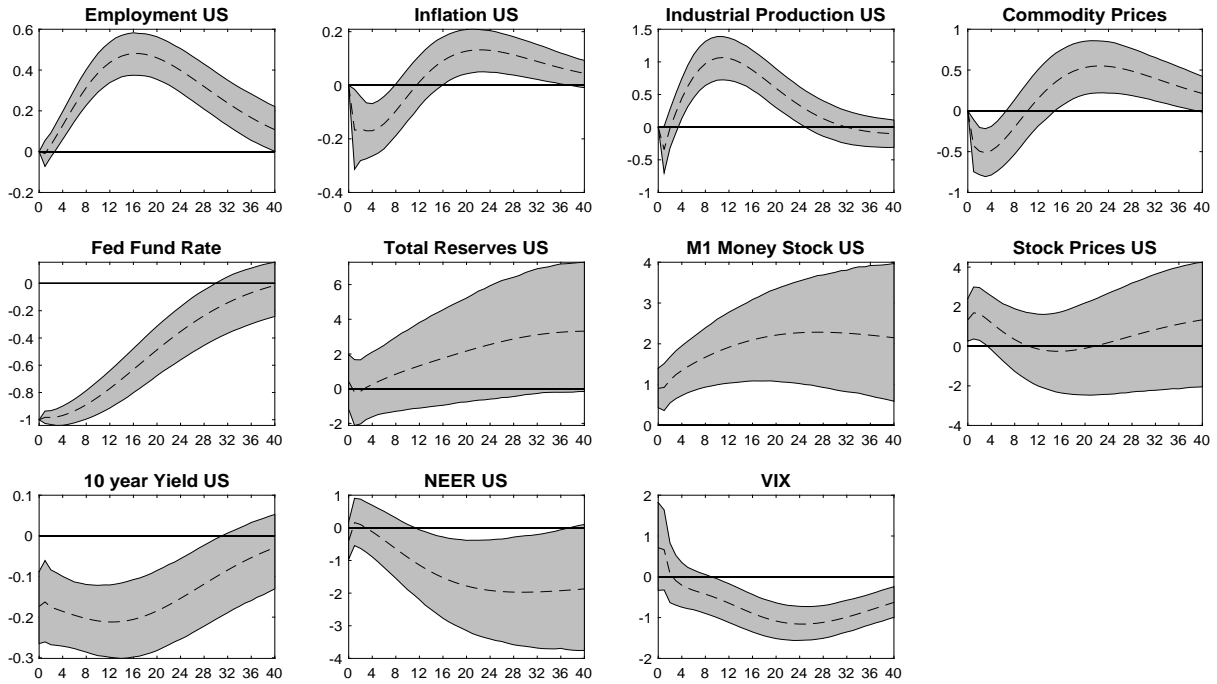 Employment US
0.6
0.4
0.2
0
-0.2
0 4 8 12 16 20 24 28 32 36 40
Inflation US
0.2
0
-0.2
-0.4
0 4 8 12 16 20 24 28 32 36 40
Industrial Production US
1.5
1
0.5
0
-0.5
-1
0 4 8 12 16 20 24 28 32 36 40
Commodity Prices
1
0.5
0
-0.5
-1
0 4 8 12 16 20 24 28 32 36 40
Fed Fund Rate
0
-0.2
-0.4
-0.6
-0.8
-1
0 4 8 12 16 20 24 28 32 36 40
Total Reserves US
6
4
2
0
-2
0 4 8 12 16 20 24 28 32 36 40
M1 Money Stock US
4
3
2
1
0
0 4 8 12 16 20 24 28 32 36 40
Stock Prices US
4
2
0
-2
-4
0 4 8 12 16 20 24 28 32 36 40
10 year Yield US
0.1
0
-0.1
-0.2
-0.3
0 4 8 12 16 20 24 28 32 36 40
NEER US
1
0
-1
-2
-3
-4
0 4 8 12 16 20 24 28 32 36 40
VIX
2
1
0
-1
-2
0 4 8 12 16 20 24 28 32 36 40